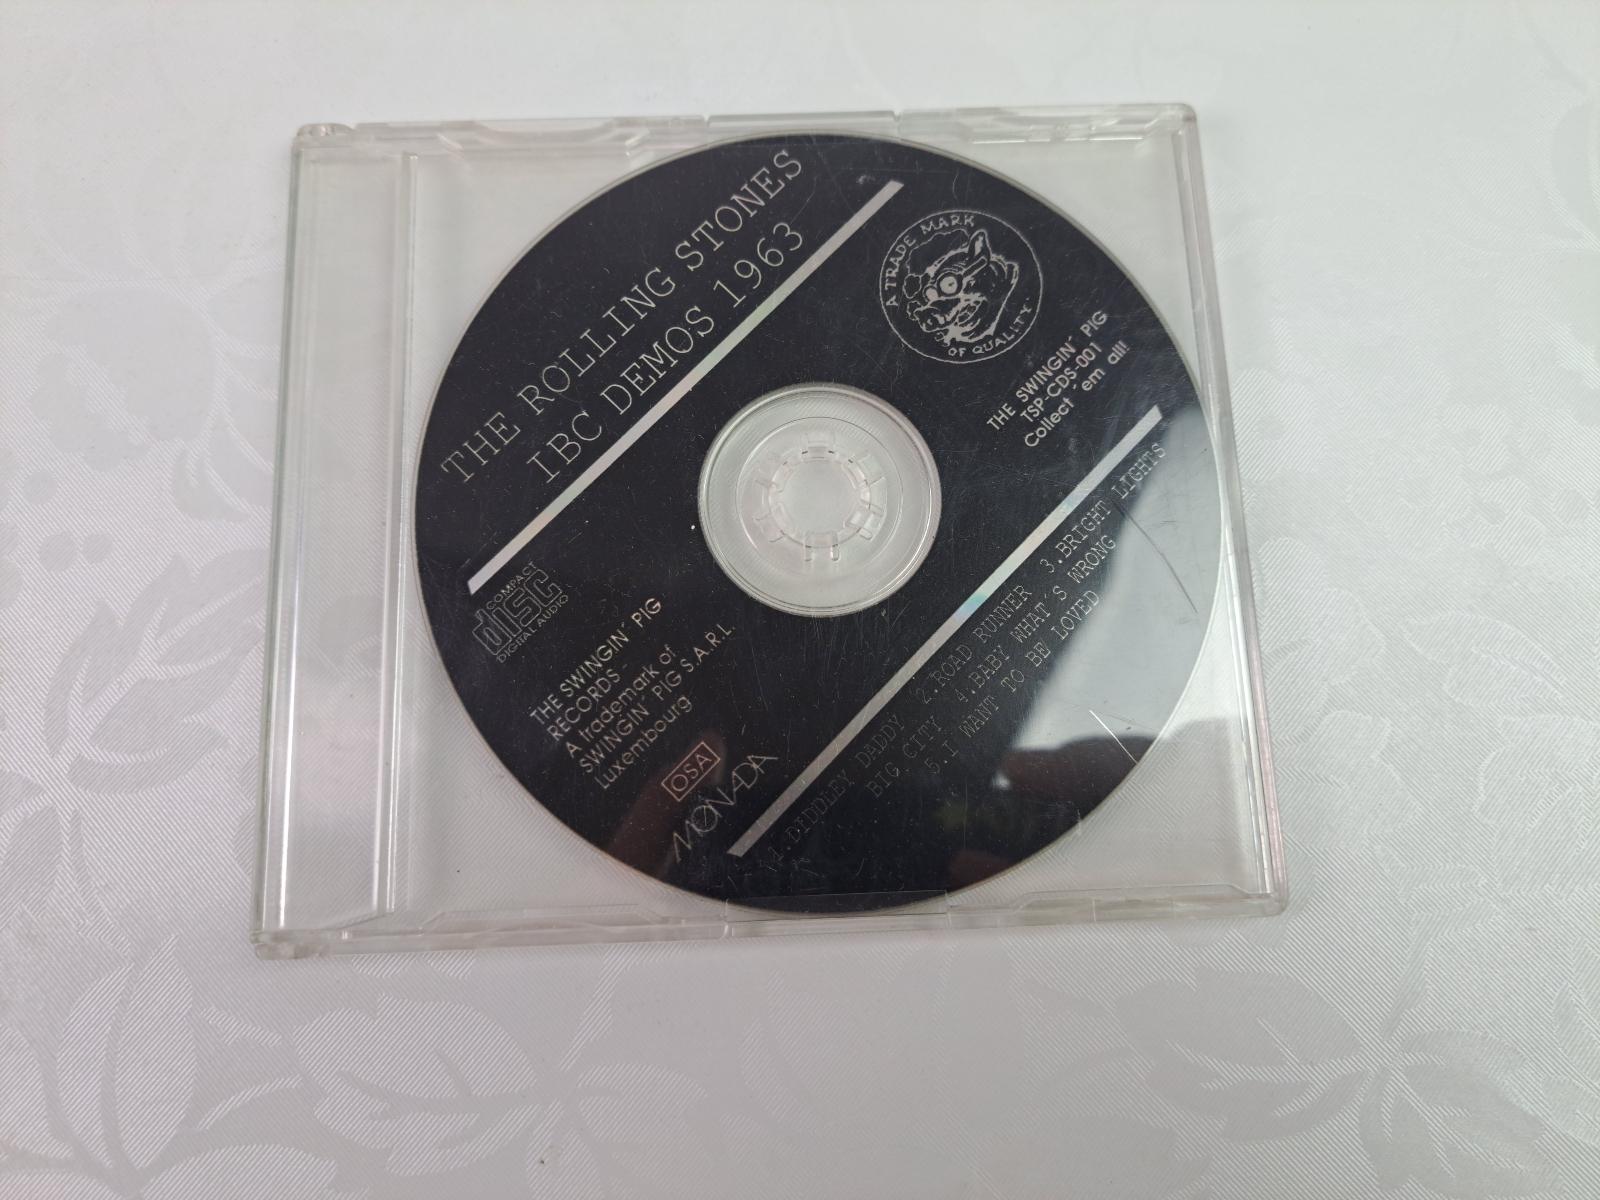 THE ROLLING STONES
IBC DEMOS 1963
A TRADE MARK
OF QUALITY
THE SWINGIN´ PIG
TSP-CDS-001
Collect ´em all!
COMPACT
disc
DIGITAL AUDIO
THE SWINGIN´ PIG
RECORDS -
A trademark of
SWINGIN´ PIG S.A.R.L.
Luxembourg
OSA
MONADA
1.DIDDLEY DADDY 2.ROAD RUNNER 3.BRIGHT LIGHTS
BIG CITY 4.BABY WHAT´S WRONG
5.I WANT TO BE LOVED